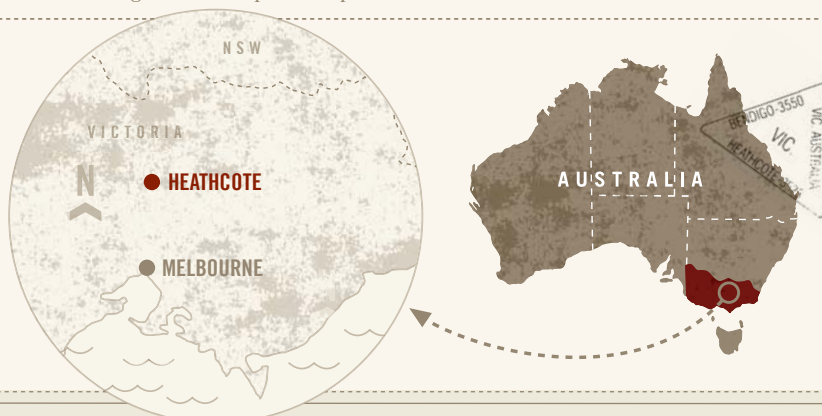 NSW
VICTORIA
N
HEATHCOTE
MELBOURNE
AUSTRALIA
BENDIGO-3550
VIC
HEATHCOTE
VIC AUSTRALIA